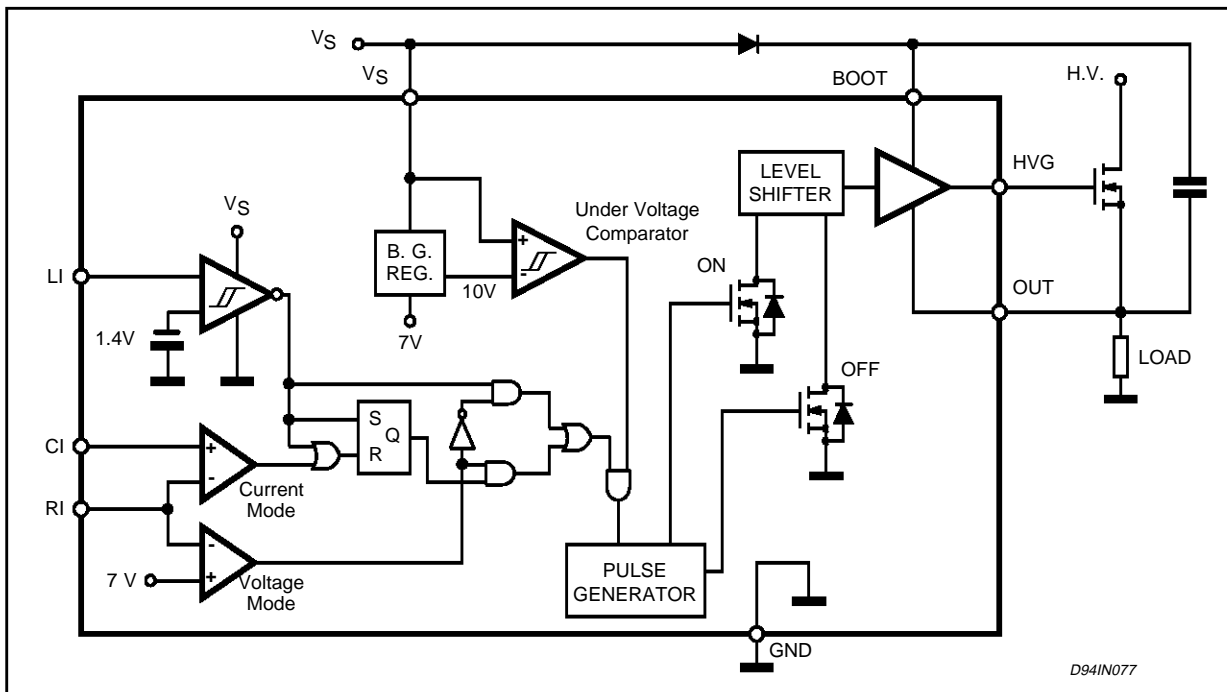 VS
VS
BOOT
H.V.
HVG
LEVEL
SHIFTER
VS
Under Voltage
Comparator
B. G.
REG.
+
-
10V
7V
ON
LI
1.4V
OUT
OFF
LOAD
S
Q
R
CI
+
-
Current
Mode
RI
-
+
7 V
Voltage
Mode
PULSE
GENERATOR
GND
D94IN077